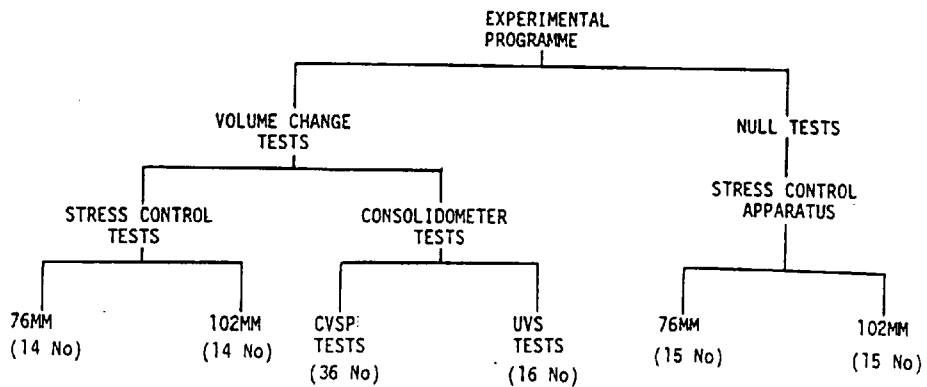 EXPERIMENTAL
PROGRAMME
VOLUME CHANGE
TESTS
NULL TESTS
STRESS CONTROL
TESTS
CONSOLIDOMETER
TESTS
STRESS CONTROL
APPARATUS
76MM
(14 No)
102MM
(14 No)
CVSP
TESTS
(36 No)
UVS
TESTS
(16 No)
76MM
(15 No)
102MM
(15 No)